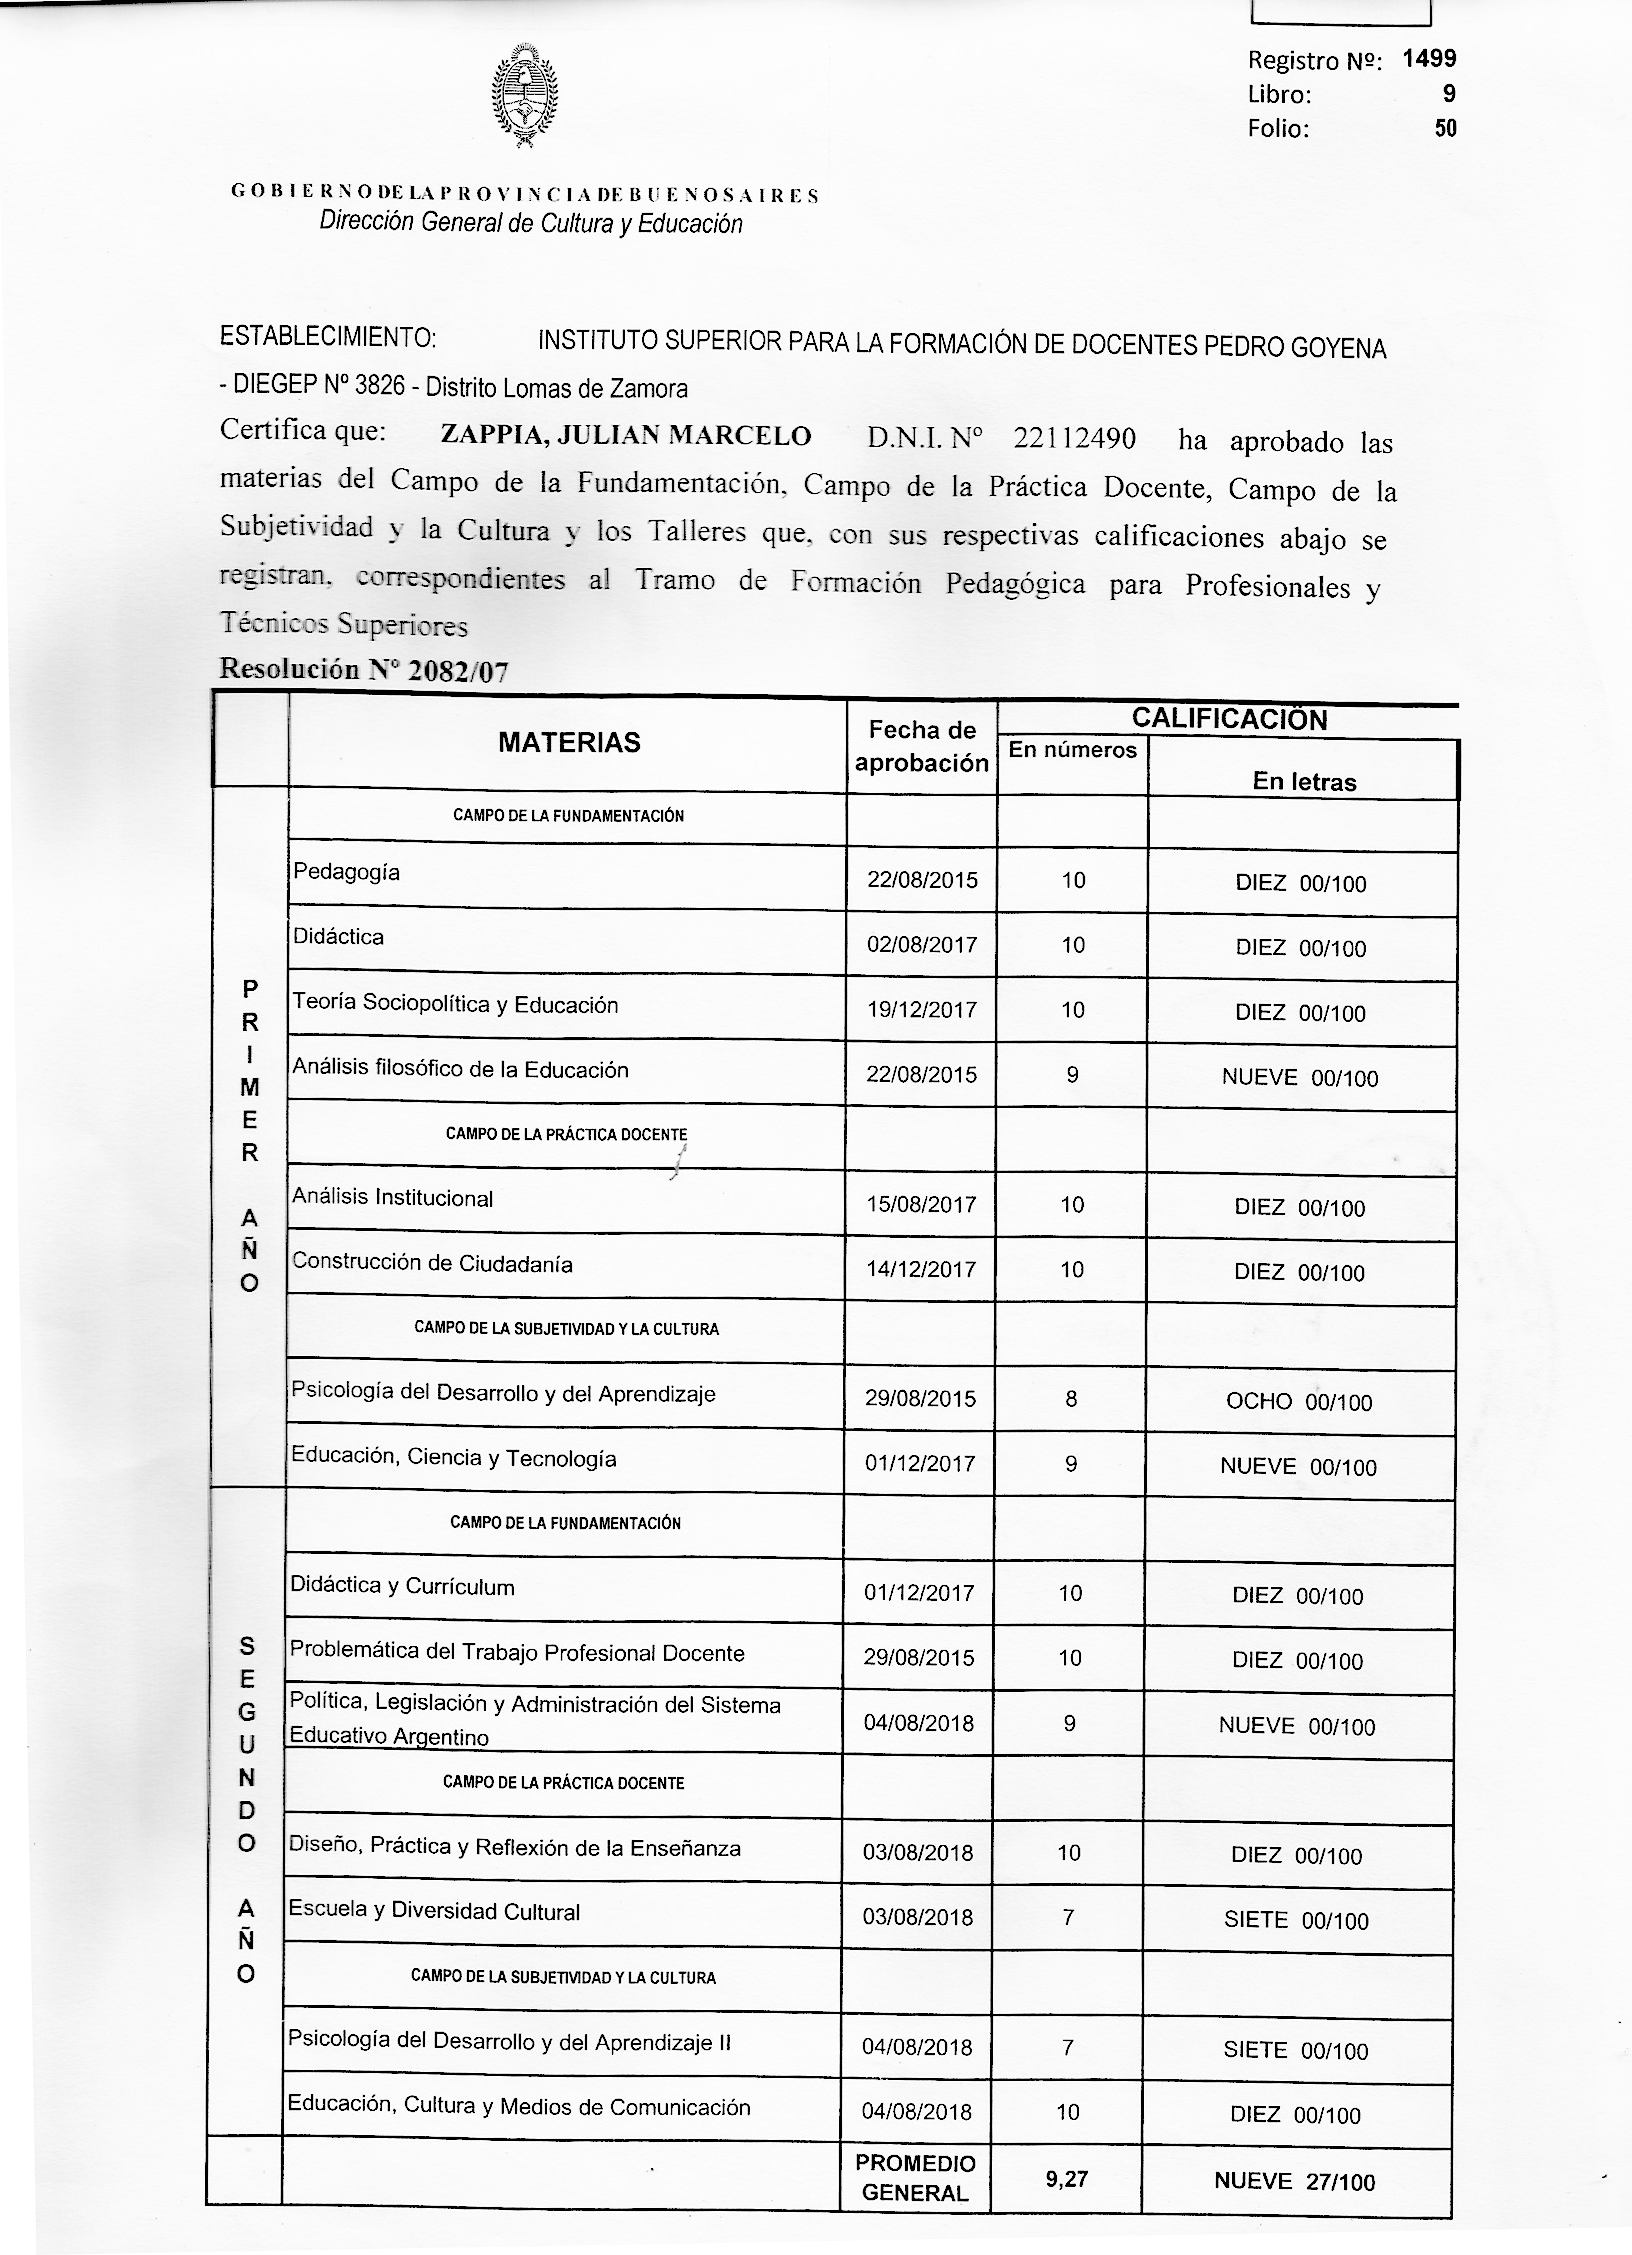 Registro Nº: 1499
Libro: 9
Folio: 50
GOBIERNO DE LA PROVINCIA DE BUENOS AIRES
Dirección General de Cultura y Educación
ESTABLECIMIENTO: INSTITUTO SUPERIOR PARA LA FORMACIÓN DE DOCENTES PEDRO GOYENA
- DIEGEP Nº 3826 - Distrito Lomas de Zamora
Certifica que: ZAPPIA, JULIAN MARCELO D.N.I. Nº 22112490 ha aprobado las
materias del Campo de la Fundamentación, Campo de la Práctica Docente, Campo de la
Subjetividad y la Cultura y los Talleres que, con sus respectivas calificaciones abajo se
registran, correspondientes al Tramo de Formación Pedagógica para Profesionales y
Técnicos Superiores
Resolución Nº 2082/07
MATERIAS Fecha de aprobación CALIFICACIÖN
En números En letras
PRIMER AÑO
CAMPO DE LA FUNDAMENTACIÓN
Pedagogía 22/08/2015 10 DIEZ 00/100
Didáctica 02/08/2017 10 DIEZ 00/100
Teoría Sociopolítica y Educación 19/12/2017 10 DIEZ 00/100
Análisis filosófico de la Educación 22/08/2015 9 NUEVE 00/100
CAMPO DE LA PRÁCTICA DOCENTE
Análisis Institucional 15/08/2017 10 DIEZ 00/100
Construcción de Ciudadanía 14/12/2017 10 DIEZ 00/100
CAMPO DE LA SUBJETIVIDAD Y LA CULTURA
Psicología del Desarrollo y del Aprendizaje 29/08/2015 8 OCHO 00/100
Educación, Ciencia y Tecnología 01/12/2017 9 NUEVE 00/100
SEGUNDO AÑO
CAMPO DE LA FUNDAMENTACIÓN
Didáctica y Currículum 01/12/2017 10 DIEZ 00/100
Problemática del Trabajo Profesional Docente 29/08/2015 10 DIEZ 00/100
Política, Legislación y Administración del Sistema
Educativo Argentino 04/08/2018 9 NUEVE 00/100
CAMPO DE LA PRÁCTICA DOCENTE
Diseño, Práctica y Reflexión de la Enseñanza 03/08/2018 10 DIEZ 00/100
Escuela y Diversidad Cultural 03/08/2018 7 SIETE 00/100
CAMPO DE LA SUBJETIVIDAD Y LA CULTURA
Psicología del Desarrollo y del Aprendizaje II 04/08/2018 7 SIETE 00/100
Educación, Cultura y Medios de Comunicación 04/08/2018 10 DIEZ 00/100
PROMEDIO GENERAL 9,27 NUEVE 27/100